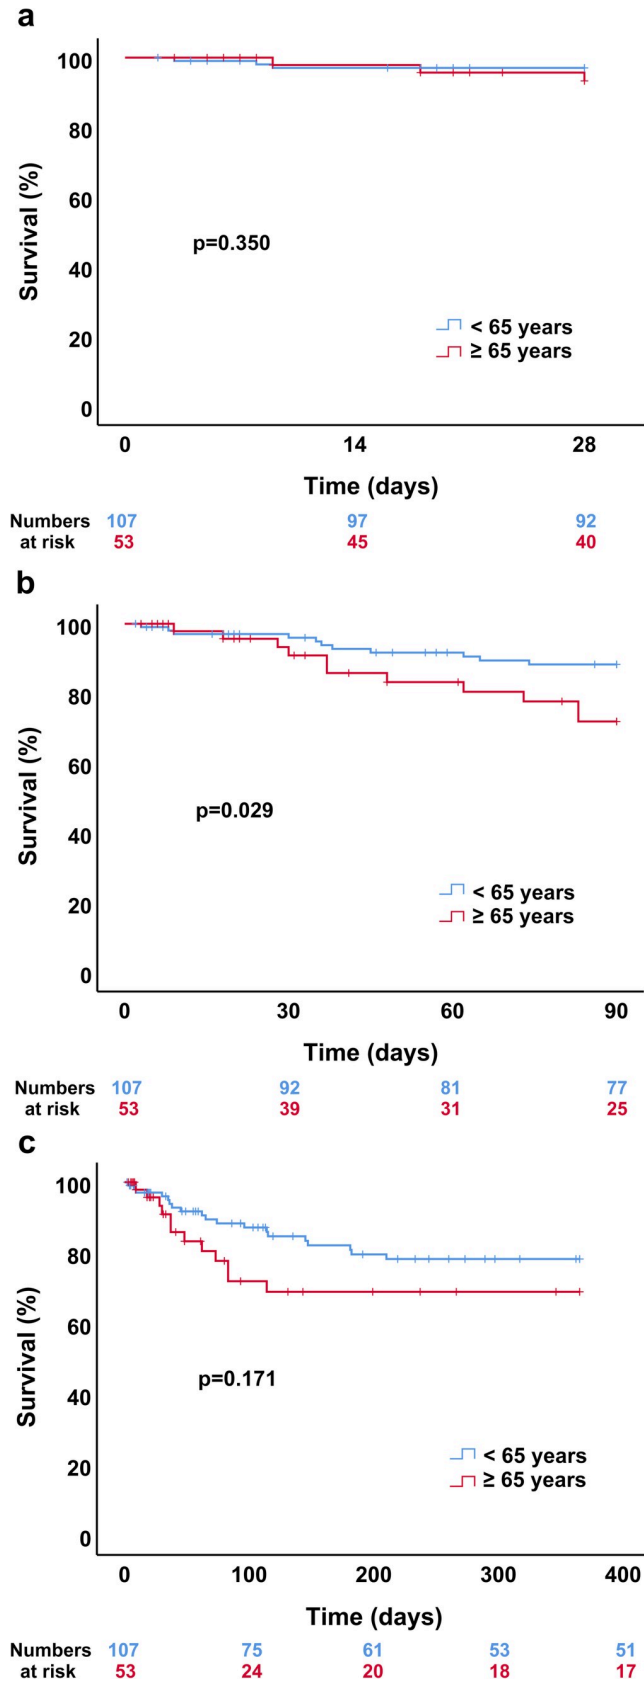 a
Survival (%)
100
80
60
40
20
0
p=0.350
< 65 years
≥ 65 years
0 14 28
Time (days)
Numbers 107 97 92
at risk 53 45 40
b
Survival (%)
100
80
60
40
20
0
p=0.029
< 65 years
≥ 65 years
0 30 60 90
Time (days)
Numbers 107 92 81 77
at risk 53 39 31 25
c
Survival (%)
100
80
60
40
20
0
p=0.171
< 65 years
≥ 65 years
0 100 200 300 400
Time (days)
Numbers 107 75 61 53 51
at risk 53 24 20 18 17